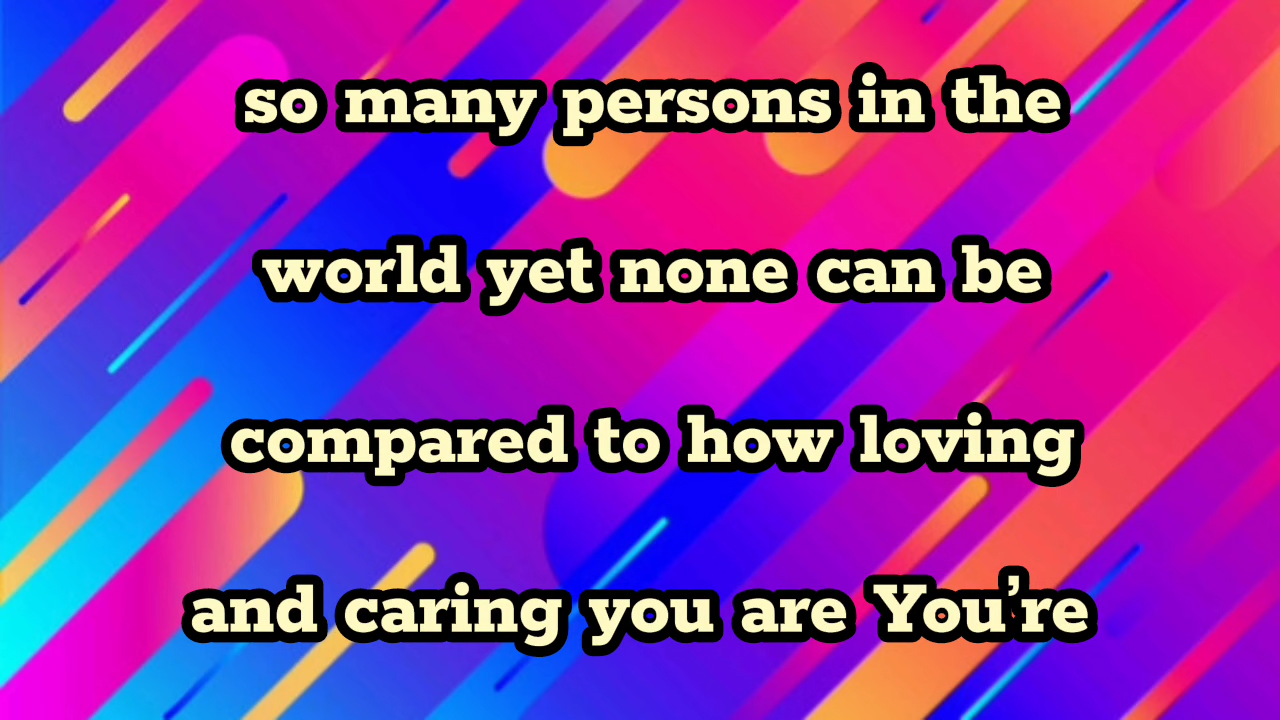 so many persons in the
world yet none can be
compared to how loving
and caring you are You're